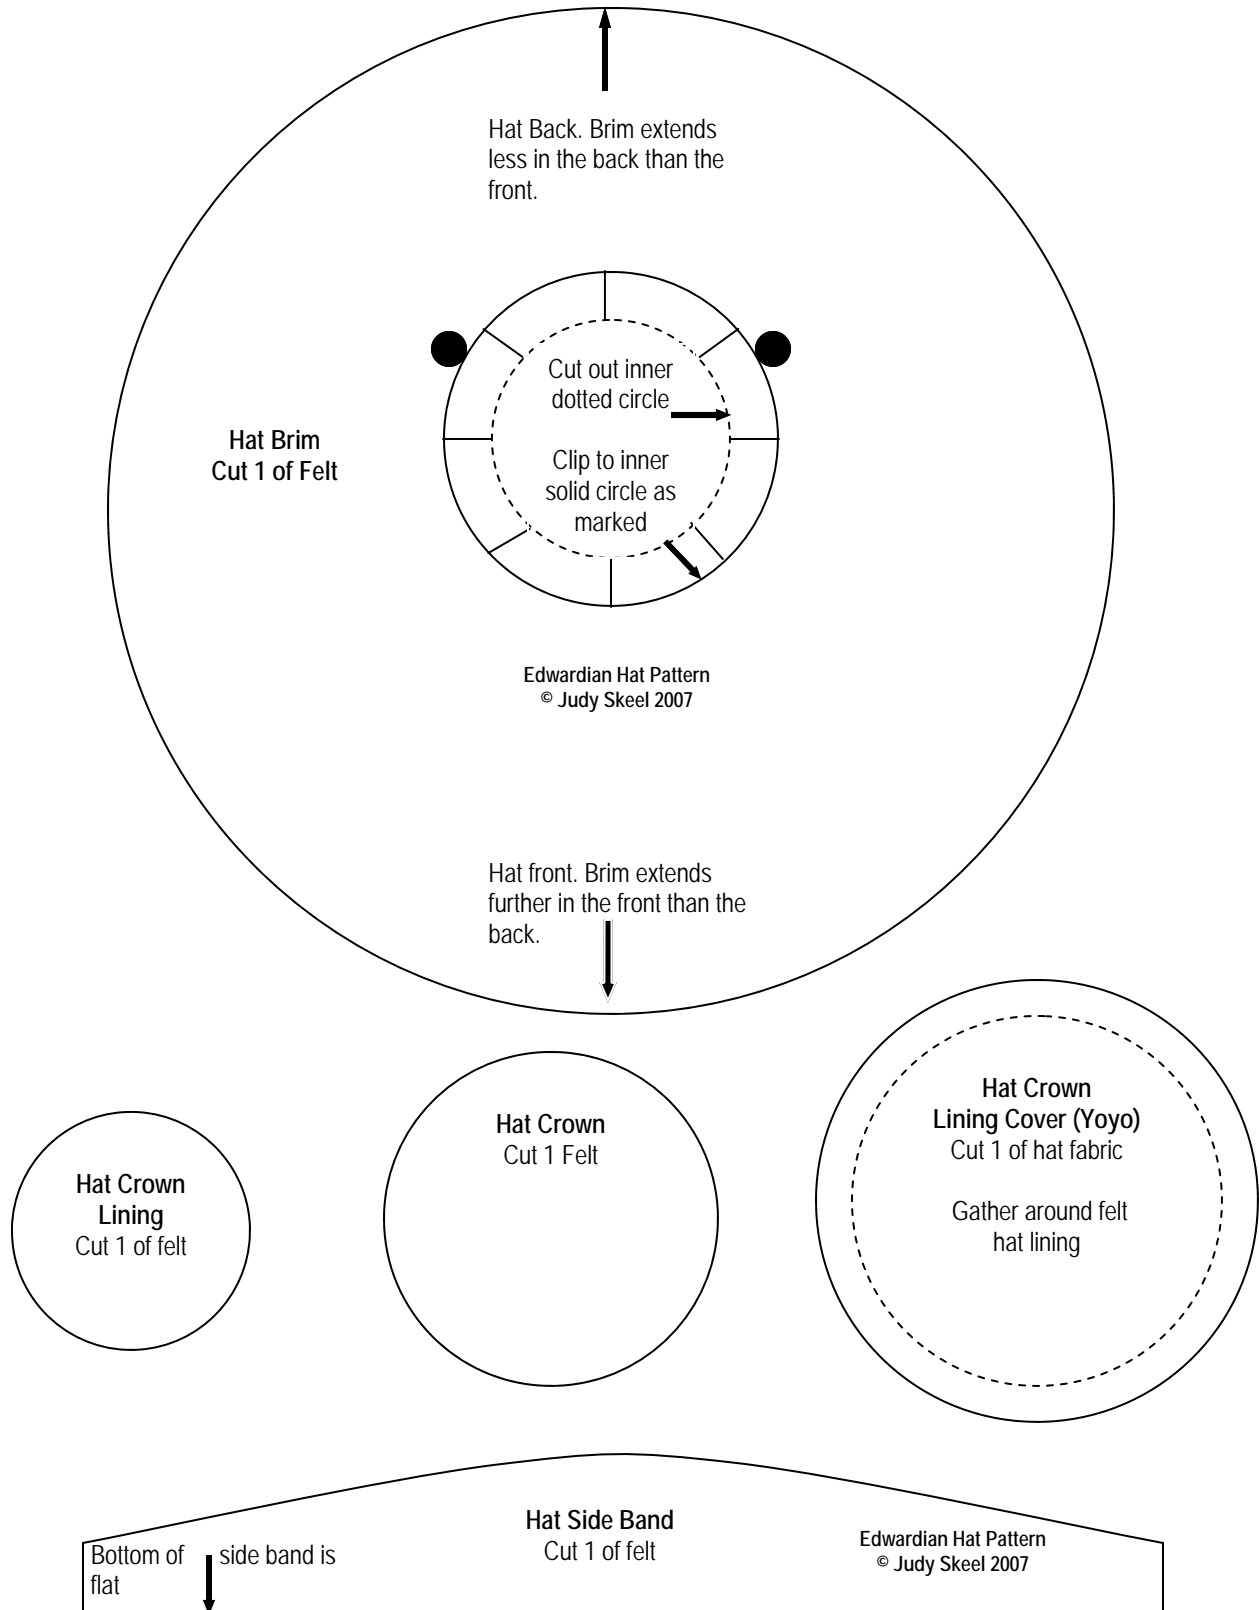 Hat Back. Brim extends
less in the back than the
front.
Cut out inner
dotted circle
Clip to inner
solid circle as
marked
Hat Brim
Cut 1 of Felt
Edwardian Hat Pattern
© Judy Skeel 2007
Hat front. Brim extends
further in the front than the
back.
Hat Crown
Lining
Cut 1 of felt
Hat Crown
Cut 1 Felt
Hat Crown
Lining Cover (Yoyo)
Cut 1 of hat fabric
Gather around felt
hat lining
Hat Side Band
Cut 1 of felt
Edwardian Hat Pattern
© Judy Skeel 2007
Bottom of side band is
flat